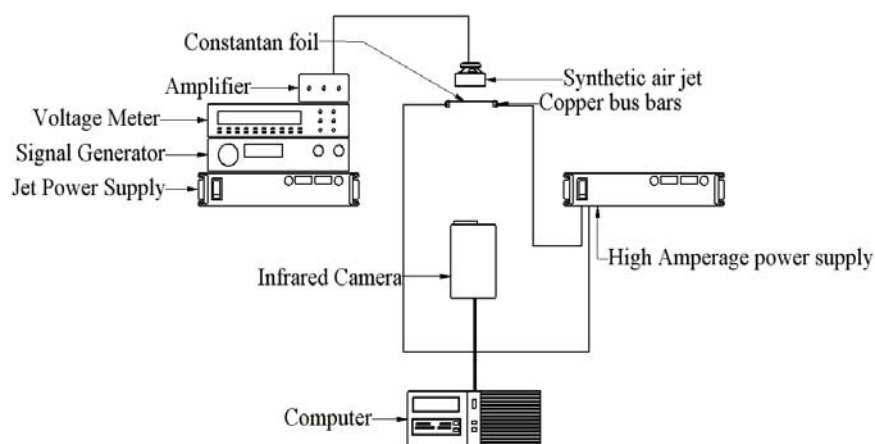 Constantan foil
Synthetic air jet
Amplifier
Copper bus bars
Voltage Meter
Signal Generator
Jet Power Supply
High Amperage power supply
Infrared Camera
Computer